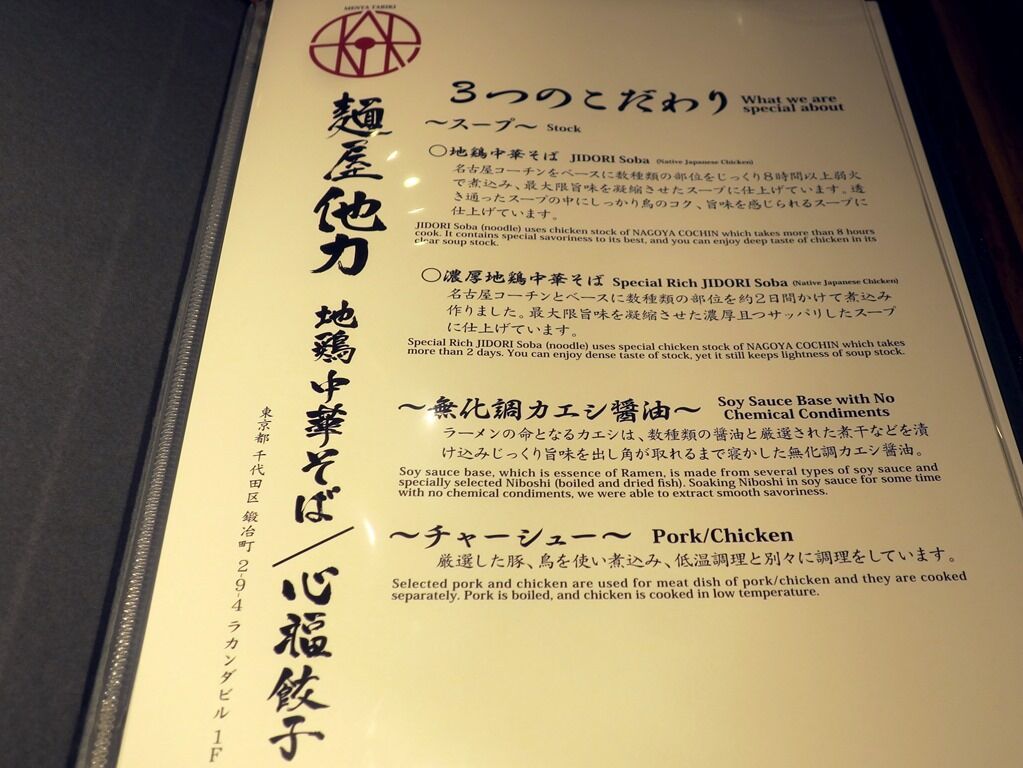 MENYA TARIKI
麺屋他力
地鶏中華そば／心福餃子
東京都 千代田区 鍛冶町 2-9-4 ラカンダビル 1F
3つのこだわり What we are
special about
～スープ～ Stock
○地鶏中華そば JIDORI Soba (Native Japanese Chicken)
名古屋コーチンをベースに数種類の部位をじっくり8時間以上弱火
で煮込み、最大限旨味を凝縮させたスープに仕上げています。透
き通ったスープの中にしっかり鳥のコク、旨味を感じられるスープに
仕上げています。
JIDORI Soba (noodle) uses chicken stock of NAGOYA COCHIN which takes more than 8 hours
cook. It contains special savoriness to its best, and you can enjoy deep taste of chicken in its
clear soup stock.
○濃厚地鶏中華そば Special Rich JIDORI Soba (Native Japanese Chicken)
名古屋コーチンとベースに数種類の部位を約2日間かけて煮込み
作りました。最大限旨味を凝縮させた濃厚且つサッパリしたスープ
に仕上げています。
Special Rich JIDORI Soba (noodle) uses special chicken stock of NAGOYA COCHIN which takes
more than 2 days. You can enjoy dense taste of stock, yet it still keeps lightness of soup stock.
～無化調カエシ醤油～ Soy Sauce Base with No
Chemical Condiments
ラーメンの命となるカエシは、数種類の醤油と厳選された煮干などを漬
け込みじっくり旨味を出し角が取れるまで寝かした無化調カエシ醤油。
Soy sauce base, which is essence of Ramen, is made from several types of soy sauce and
specially selected Niboshi (boiled and dried fish). Soaking Niboshi in soy sauce for some time
with no chemical condiments, we were able to extract smooth savoriness.
～チャーシュー～ Pork/Chicken
厳選した豚、鳥を使い煮込み、低温調理と別々に調理をしています。
Selected pork and chicken are used for meat dish of pork/chicken and they are cooked
separately. Pork is boiled, and chicken is cooked in low temperature.